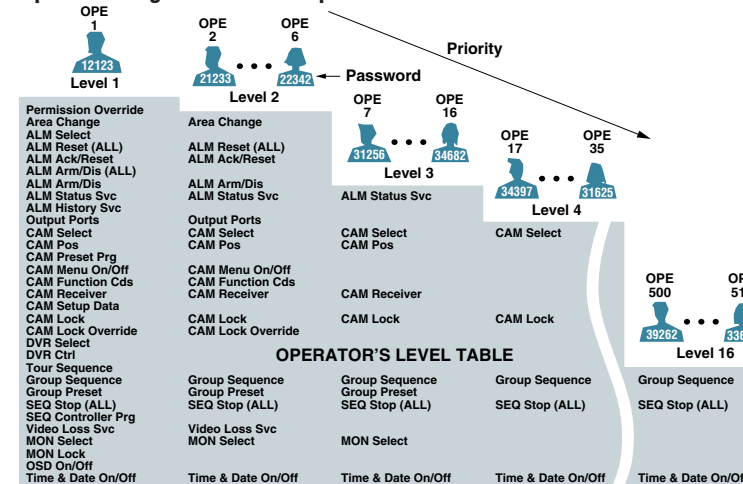 OPE OPE OPE
1 2 6
Priority
12123 21233 • • • 22342 Password
Level 1 Level 2
OPE OPE
7 16
31256 • • • 34682
Level 3
OPE OPE
17 35
34397 • • • 31625
Level 4
OPE
500
39262 • • •
Level 16
Permission Override
Area Change Area Change
ALM Select
ALM Reset (ALL) ALM Reset (ALL)
ALM Ack/Reset ALM Ack/Reset
ALM Arm/Dis (ALL)
ALM Arm/Dis ALM Arm/Dis
ALM Status Svc ALM Status Svc ALM Status Svc
ALM History Svc
Output Ports Output Ports
CAM Select CAM Select CAM Select CAM Select
CAM Pos CAM Pos CAM Pos
CAM Preset Prg
CAM Menu On/Off CAM Menu On/Off
CAM Function Cds CAM Function Cds
CAM Receiver CAM Receiver CAM Receiver
CAM Setup Data
CAM Lock CAM Lock CAM Lock CAM Lock
CAM Lock Override CAM Lock Override
DVR Select
DVR Ctrl
OPERATOR'S LEVEL TABLE
Tour Sequence
Group Sequence Group Sequence Group Sequence Group Sequence Group Sequence
Group Preset Group Preset Group Preset
SEQ Stop (ALL) SEQ Stop (ALL) SEQ Stop (ALL) SEQ Stop (ALL) SEQ Stop (ALL)
SEQ Controller Prg
Video Loss Svc Video Loss Svc
MON Select MON Select MON Select
MON Lock
OSD On/Off
Time & Date On/Off Time & Date On/Off Time & Date On/Off Time & Date On/Off Time & Date On/Off